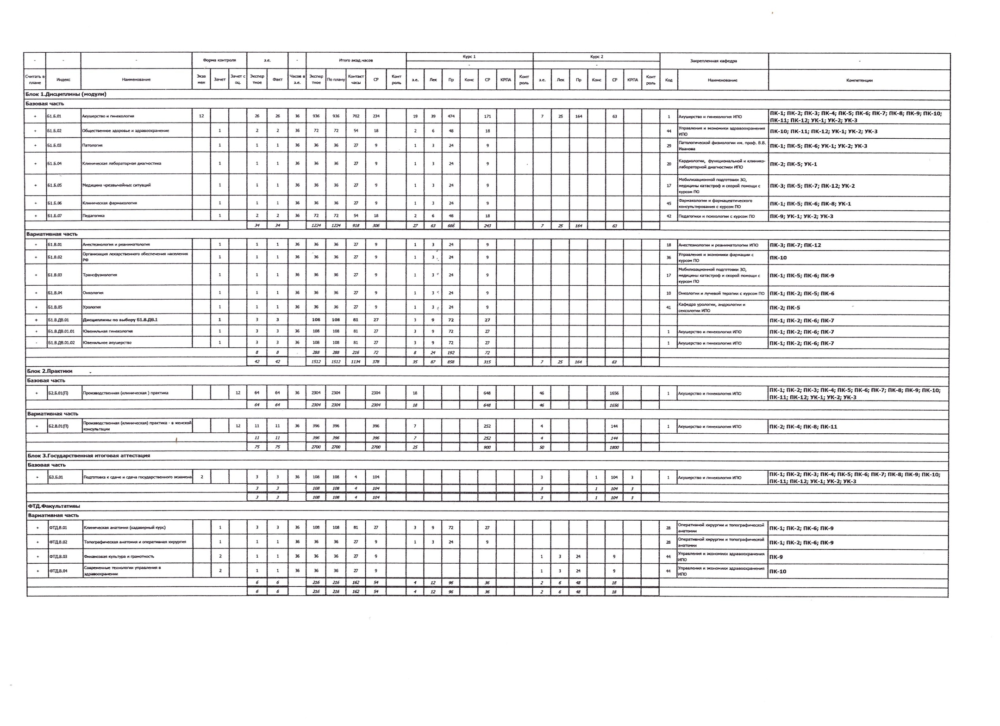 - - - Форма контроля з.е. - Итого акад.часов Курс 1 Курс 2 Закрепленная кафедра -
- -
Считать в плане Индекс Наименование Экза мен Зачет Зачет с оц. Экспер тное Факт Часов в з.е. Экспер тное По плану Контакт часы СР Конт роль з.е. Лек Пр Конс СР КРПА Конт роль з.е. Лек Пр Конс СР КРПА Конт роль Код Наименование Компетенции
Блок 1.Дисциплины (модули)
Базовая часть
+ Б1.Б.01 Акушерство и гинекология 12 26 26 36 936 936 702 234 19 39 474 171 7 25 164 63 1 Акушерство и гинекология ИПО ПК-1; ПК-2; ПК-3; ПК-4; ПК-5; ПК-6; ПК-7; ПК-8; ПК-9; ПК-10; ПК-11; ПК-12; УК-1; УК-2; УК-3
+ Б1.Б.02 Общественное здоровье и здравоохранение 1 2 2 36 72 72 54 18 2 6 48 18 44 Управления и экономики здравоохранения ИПО ПК-10; ПК-11; ПК-12; УК-1; УК-2; УК-3
+ Б1.Б.03 Патология 1 1 1 36 36 36 27 9 1 3 24 9 29 Патологической физиологии им. проф. В.В. Иванова ПК-1; ПК-5; ПК-6; УК-1; УК-2; УК-3
+ Б1.Б.04 Клиническая лабораторная диагностика 1 1 1 36 36 36 27 9 1 3 24 9 20 Кардиологии, функциональной и клинико-лабораторной диагностики ИПО ПК-2; ПК-5; УК-1
+ Б1.Б.05 Медицина чрезвычайных ситуаций 1 1 1 36 36 36 27 9 1 3 24 9 17 Мобилизационной подготовки ЗО, медицины катастроф и скорой помощи с курсом ПО ПК-3; ПК-5; ПК-7; ПК-12; УК-2
+ Б1.Б.06 Клиническая фармакология 1 1 1 36 36 36 27 9 1 3 24 9 45 Фармакологии и фармацевтического консультирования с курсом ПО ПК-1; ПК-5; ПК-6; ПК-8; УК-1
+ Б1.Б.07 Педагогика 1 2 2 36 72 72 54 18 2 6 48 18 42 Педагогики и психологии с курсом ПО ПК-9; УК-1; УК-2; УК-3
34 34 1224 1224 918 306 27 63 666 243 7 25 164 63
Вариативная часть
+ Б1.В.01 Анестезиология и реаниматология 1 1 1 36 36 36 27 9 1 3 24 9 18 Анестезиологии и реаниматологии ИПО ПК-3; ПК-7; ПК-12
+ Б1.В.02 Организация лекарственного обеспечения населения РФ 1 1 1 36 36 36 27 9 1 3 24 9 36 Управления и экономики фармации с курсом ПО ПК-10
+ Б1.В.03 Трансфузиология 1 1 1 36 36 36 27 9 1 3 24 9 17 Мобилизационной подготовки ЗО, медицины катастроф и скорой помощи с курсом ПО ПК-1; ПК-5; ПК-6; ПК-9
+ Б1.В.04 Онкология 1 1 1 36 36 36 27 9 1 3 24 9 10 Онкологии и лучевой терапии с курсом ПО ПК-1; ПК-2; ПК-5; ПК-6
+ Б1.В.05 Урология 1 1 1 36 36 36 27 9 1 3 24 9 41 Кафедра урологии, андрологии и сексологии ИПО ПК-2; ПК-5
+ Б1.В.ДВ.01 Дисциплины по выбору Б1.В.ДВ.1 1 3 3 108 108 81 27 3 9 72 27 ПК-1; ПК-2; ПК-6; ПК-7
+ Б1.В.ДВ.01.01 Ювенильная гинекология 1 3 3 36 108 108 81 27 3 9 72 27 1 Акушерство и гинекология ИПО ПК-1; ПК-2; ПК-6; ПК-7
- Б1.В.ДВ.01.02 Ювенильное акушерство 1 3 3 36 108 108 81 27 3 9 72 27 1 Акушерство и гинекология ИПО ПК-1; ПК-2; ПК-6; ПК-7
8 8 288 288 216 72 8 24 192 72
42 42 1512 1512 1134 378 35 87 858 315 7 25 164 63
Блок 2.Практики
Базовая часть
+ Б2.Б.01(П) Производственная (клиническая ) практика 12 64 64 36 2304 2304 2304 18 648 46 1656 1 Акушерство и гинекология ИПО ПК-1; ПК-2; ПК-3; ПК-4; ПК-5; ПК-6; ПК-7; ПК-8; ПК-9; ПК-10; ПК-11; ПК-12; УК-1; УК-2; УК-3
64 64 2304 2304 2304 18 648 46 1656
Вариативная часть
+ Б2.В.01(П) Производственная (клиническая) практика - в женской консультации 12 11 11 36 396 396 396 7 252 4 144 1 Акушерство и гинекология ИПО ПК-2; ПК-4; ПК-8; ПК-11
11 11 396 396 396 7 252 4 144
75 75 2700 2700 2700 25 900 50 1800
Блок 3.Государственная итоговая аттестация
Базовая часть
+ Б3.Б.01 Подготовка к сдаче и сдача государственного экзамена 2 3 3 36 108 108 4 104 3 1 104 3 1 Акушерство и гинекология ИПО ПК-1; ПК-2; ПК-3; ПК-4; ПК-5; ПК-6; ПК-7; ПК-8; ПК-9; ПК-10; ПК-11; ПК-12; УК-1; УК-2; УК-3
3 3 108 108 4 104 3 1 104 3
3 3 108 108 4 104 3 1 104 3
ФТД.Факультативы
Вариативная часть
+ ФТД.В.01 Клиническая анатомия (кадаверный курс) 1 3 3 36 108 108 81 27 3 9 72 27 28 Оперативной хирургии и топографической анатомии ПК-1; ПК-2; ПК-6; ПК-9
+ ФТД.В.02 Топографическая анатомия и оперативная хирургия 1 1 1 36 36 36 27 9 1 3 24 9 28 Оперативной хирургии и топографической анатомии ПК-1; ПК-2; ПК-6; ПК-9
+ ФТД.В.03 Финансовая культура и грамотность 2 1 1 36 36 36 27 9 1 3 24 9 44 Управления и экономики здравоохранения ИПО ПК-9
+ ФТД.В.04 Современные технологии управления в здравоохранении 2 1 1 36 36 36 27 9 1 3 24 9 44 Управления и экономики здравоохранения ИПО ПК-10
6 6 216 216 162 54 4 12 96 36 2 6 48 18
6 6 216 216 162 54 4 12 96 36 2 6 48 18